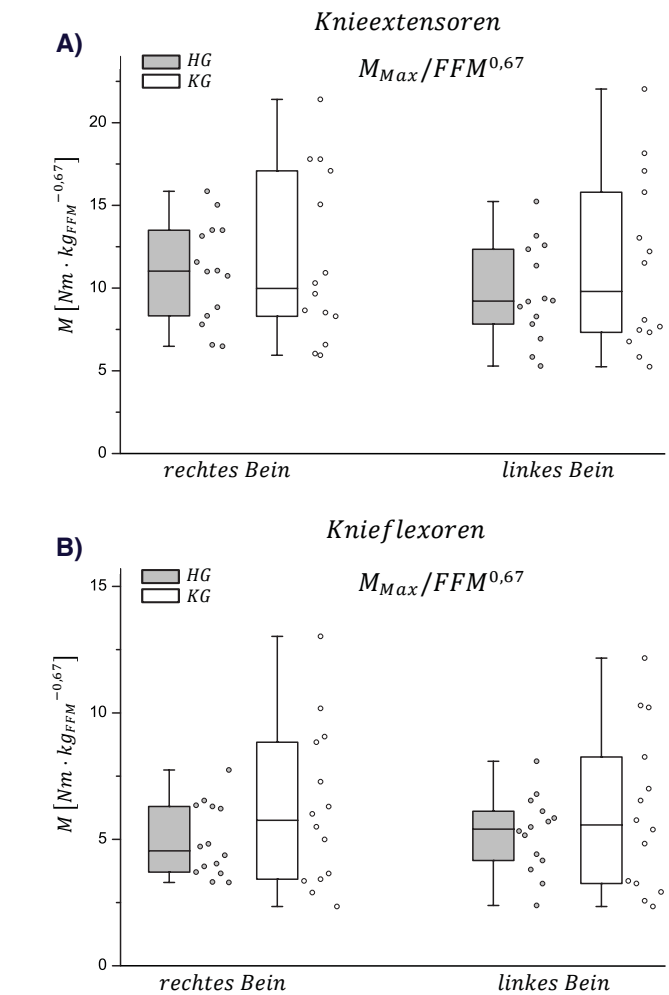 Knieextensoren
A)
HG
KG
M_Max/FFM^0,67
M [Nm · kg_FFM^−0,67]
20
15
10
5
0
rechtes Bein
linkes Bein
Knieflexoren
B)
HG
KG
M_Max/FFM^0,67
M [Nm · kg_FFM^−0,67]
15
10
5
0
rechtes Bein
linkes Bein